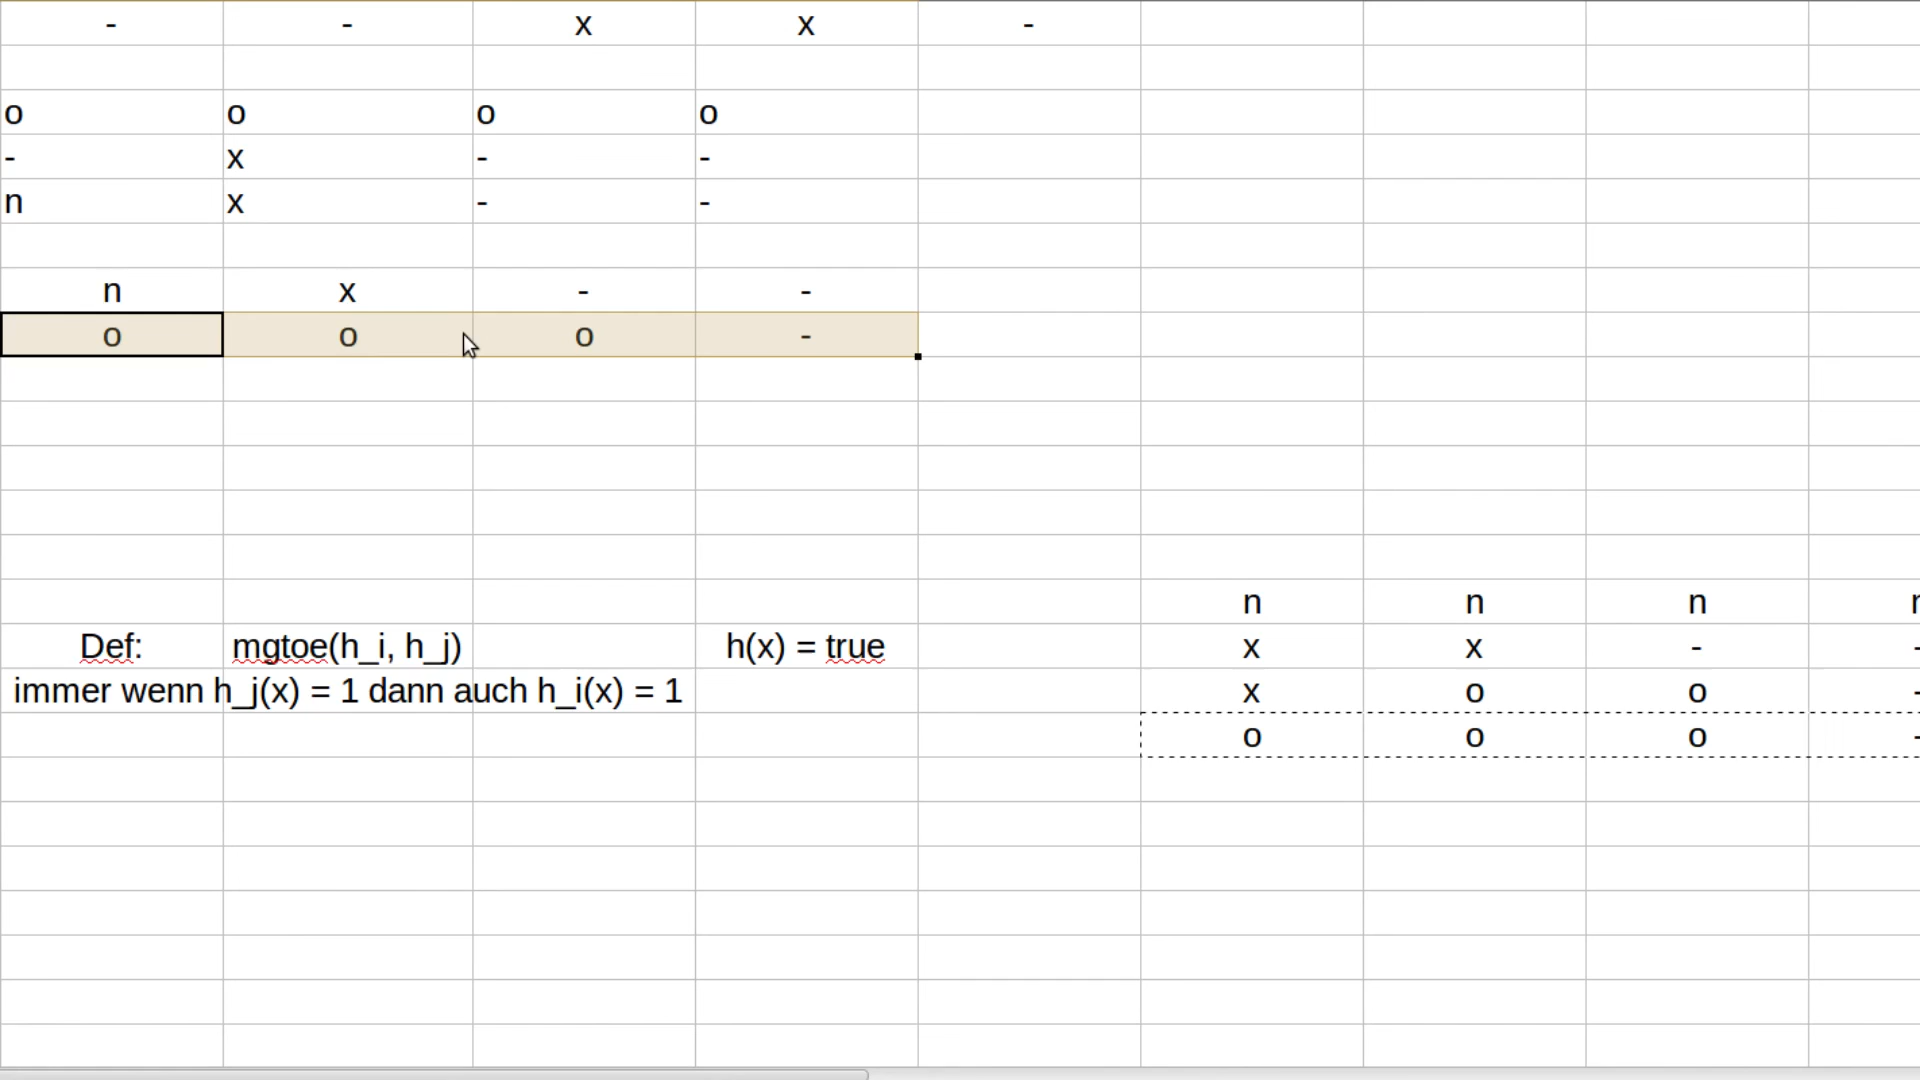 - - x x -
o o o o
- x - -
n x - -
n x - -
o o o -
n n n
Def: mgtoe(h_i, h_j) h(x) = true x x - -
immer wenn h_j(x) = 1 dann auch h_i(x) = 1 x o o -
o o o -